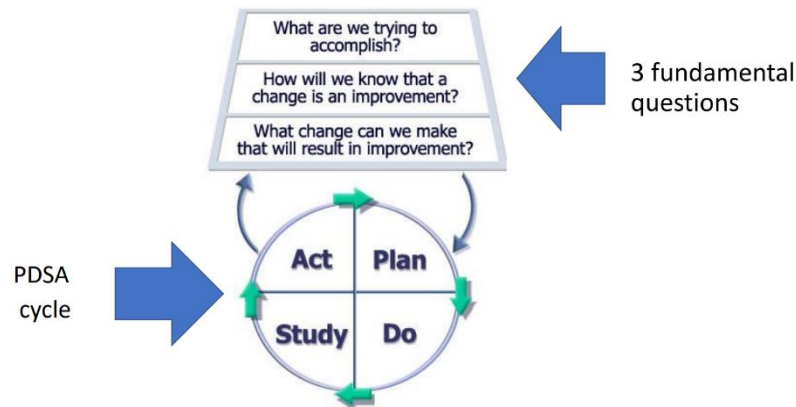 What are we trying to
accomplish?
How will we know that a
change is an improvement?
What change can we make
that will result in improvement?
3 fundamental
questions
PDSA
cycle
Act
Plan
Study
Do